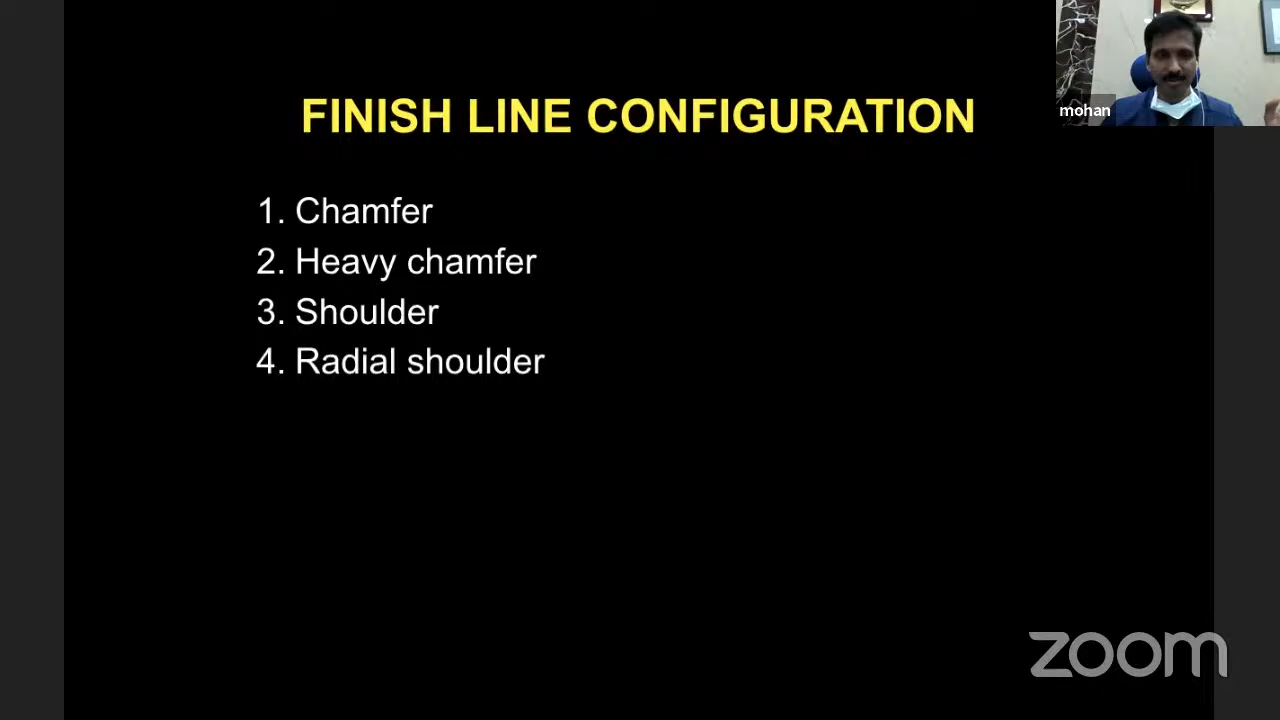 FINISH LINE CONFIGURATION
1. Chamfer
2. Heavy chamfer
3. Shoulder
4. Radial shoulder
mohan
zoom